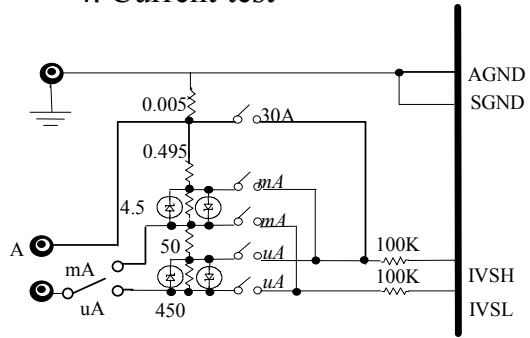 4. Current test
AGND
SGND
0.005
30A
0.495
mA
4.5
mA
A
50
uA
100K
mA
IVSH
100K
uA
uA
450
IVSL